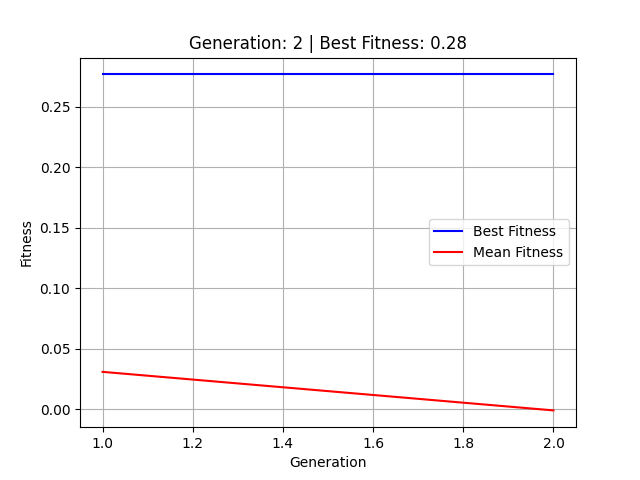 Generation: 2 | Best Fitness: 0.28
Fitness
0.25
0.20
0.15
0.10
0.05
0.00
Best Fitness
Mean Fitness
1.0 1.2 1.4 1.6 1.8 2.0
Generation